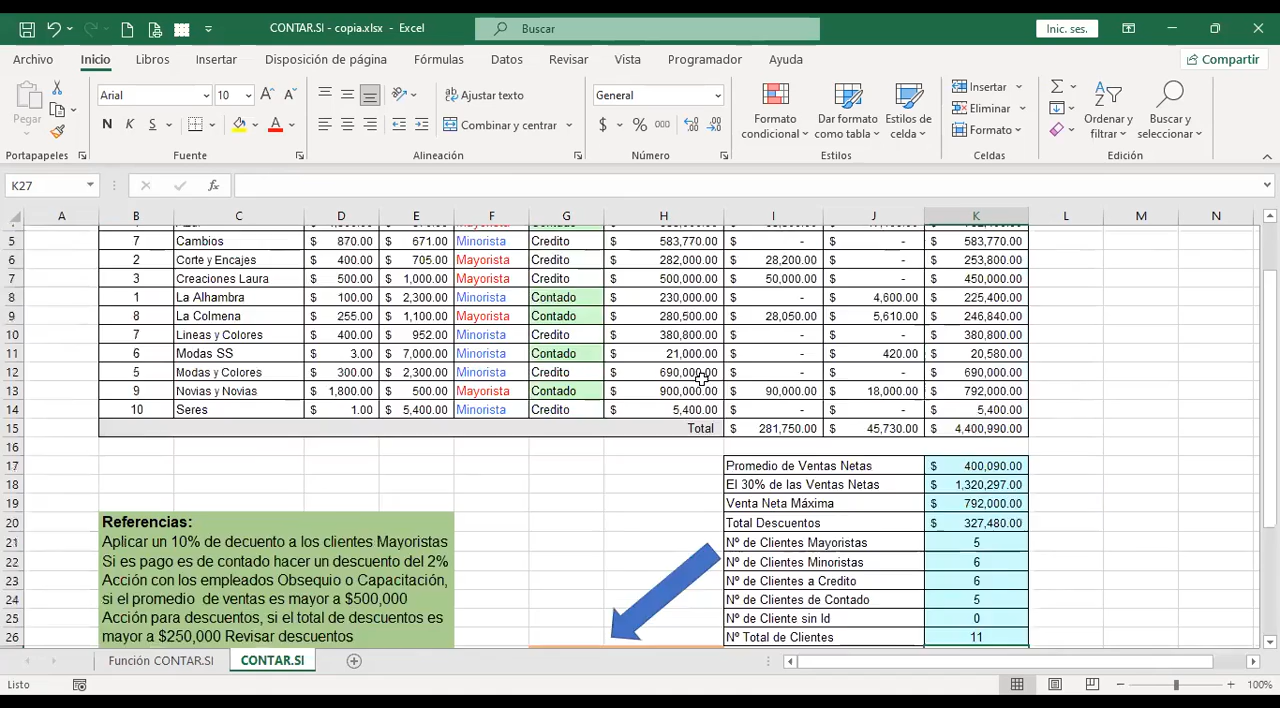 CONTAR.SI - copia.xlsx - Excel
Buscar
Inic. ses.
Archivo Inicio Libros Insertar Disposición de página Fórmulas Datos Revisar Vista Programador Ayuda
Compartir
Pegar
Arial 10
N K S
Ajustar texto
Combinar y centrar
General
$ % 000
Formato condicional
Dar formato como tabla
Estilos de celda
Insertar
Eliminar
Formato
Ordenar y filtrar
Buscar y seleccionar
Portapapeles Fuente Alineación Número Estilos Celdas Edición
K27 fx
A B C D E F G H I J K L M N
5 7 Cambios $ 870.00 $ 671.00 Minorista Credito $ 583,770.00 $ - $ - $ 583,770.00
6 2 Corte y Encajes $ 400.00 $ 705.00 Mayorista Credito $ 282,000.00 $ 28,200.00 $ - $ 253,800.00
7 3 Creaciones Laura $ 500.00 $ 1,000.00 Mayorista Credito $ 500,000.00 $ 50,000.00 $ - $ 450,000.00
8 1 La Alhambra $ 100.00 $ 2,300.00 Minorista Contado $ 230,000.00 $ - $ 4,600.00 $ 225,400.00
9 8 La Colmena $ 255.00 $ 1,100.00 Mayorista Contado $ 280,500.00 $ 28,050.00 $ 5,610.00 $ 246,840.00
10 7 Lineas y Colores $ 400.00 $ 952.00 Minorista Credito $ 380,800.00 $ - $ - $ 380,800.00
11 6 Modas SS $ 3.00 $ 7,000.00 Minorista Contado $ 21,000.00 $ - $ 420.00 $ 20,580.00
12 5 Modas y Colores $ 300.00 $ 2,300.00 Minorista Credito $ 690,000.00 $ - $ - $ 690,000.00
13 9 Novias y Novias $ 1,800.00 $ 500.00 Mayorista Contado $ 900,000.00 $ 90,000.00 $ 18,000.00 $ 792,000.00
14 10 Seres $ 1.00 $ 5,400.00 Minorista Credito $ 5,400.00 $ - $ - $ 5,400.00
15 Total $ 281,750.00 $ 45,730.00 $ 4,400,990.00
16
17 Promedio de Ventas Netas $ 400,090.00
18 El 30% de las Ventas Netas $ 1,320,297.00
19 Venta Neta Máxima $ 792,000.00
20 Total Descuentos $ 327,480.00
21 Nº de Clientes Mayoristas 5
22 Nº de Clientes Minoristas 6
23 Nº de Clientes a Credito 6
24 Nº de Clientes de Contado 5
25 Nº de Cliente sin Id 0
26 Nº Total de Clientes 11
Referencias:
Aplicar un 10% de decuento a los clientes Mayoristas
Si es pago es de contado hacer un descuento del 2%
Acción con los empleados Obsequio o Capacitación,
si el promedio de ventas es mayor a $500,000
Acción para descuentos, si el total de descuentos es
mayor a $250,000 Revisar descuentos
Función CONTAR.SI CONTAR.SI
Listo 100%